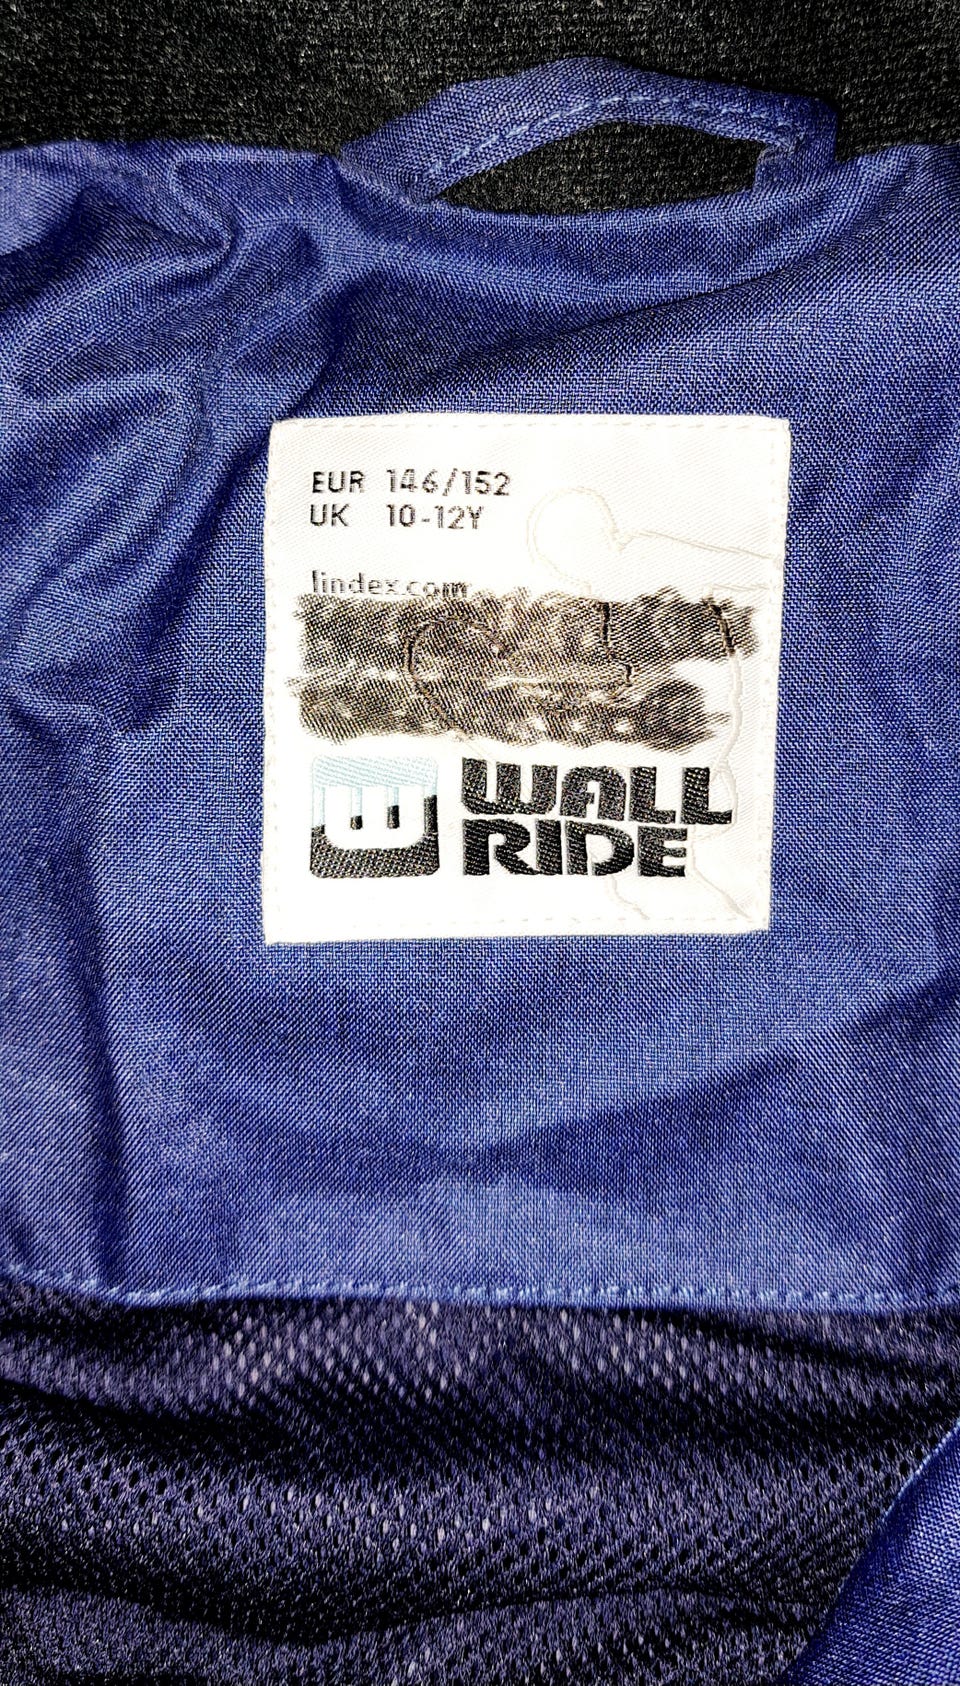 EUR 146/152
UK 10-12Y
lindex.com
WALL
RIDE